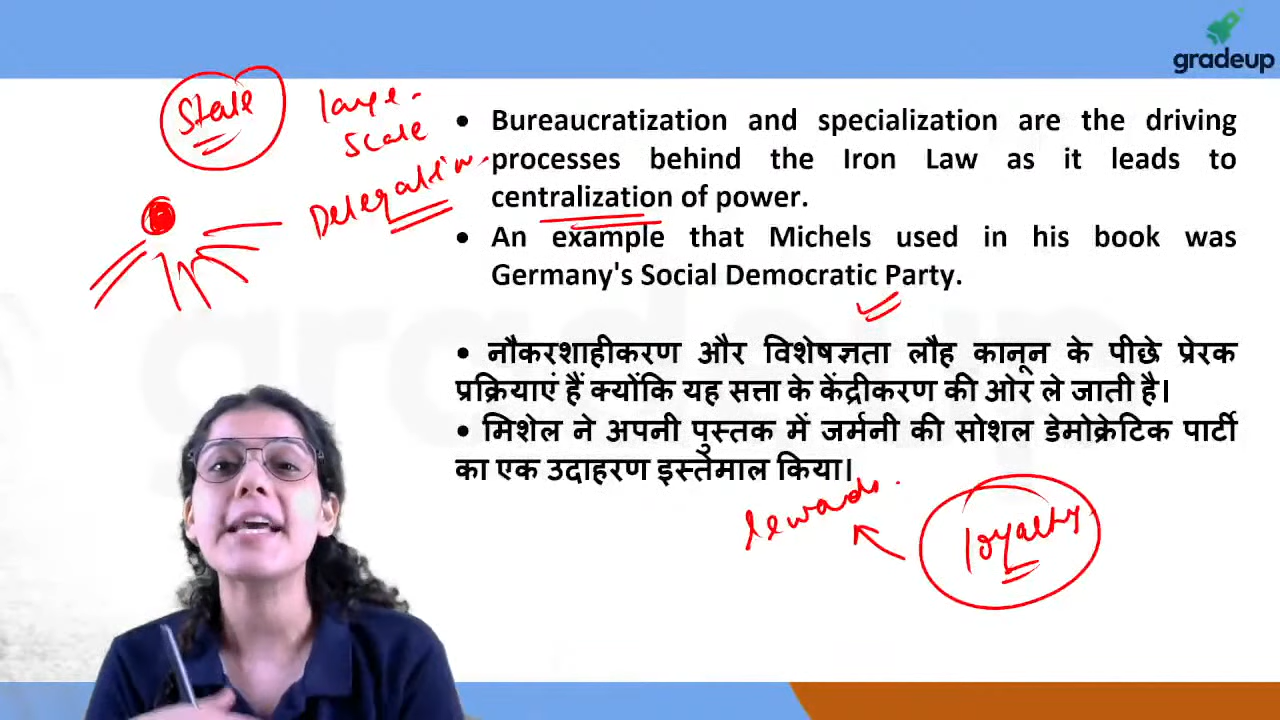 gradeup
State
large-
scale
Delegation
• Bureaucratization and specialization are the driving
processes behind the Iron Law as it leads to
centralization of power.
• An example that Michels used in his book was
Germany's Social Democratic Party.
• नौकरशाहीकरण और विशेषज्ञता लौह कानून के पीछे प्रेरक
प्रक्रियाएं हैं क्योंकि यह सत्ता के केंद्रीकरण की ओर ले जाती है।
• मिशेल ने अपनी पुस्तक में जर्मनी की सोशल डेमोक्रेटिक पार्टी
का एक उदाहरण इस्तेमाल किया।
rewards.
loyalty